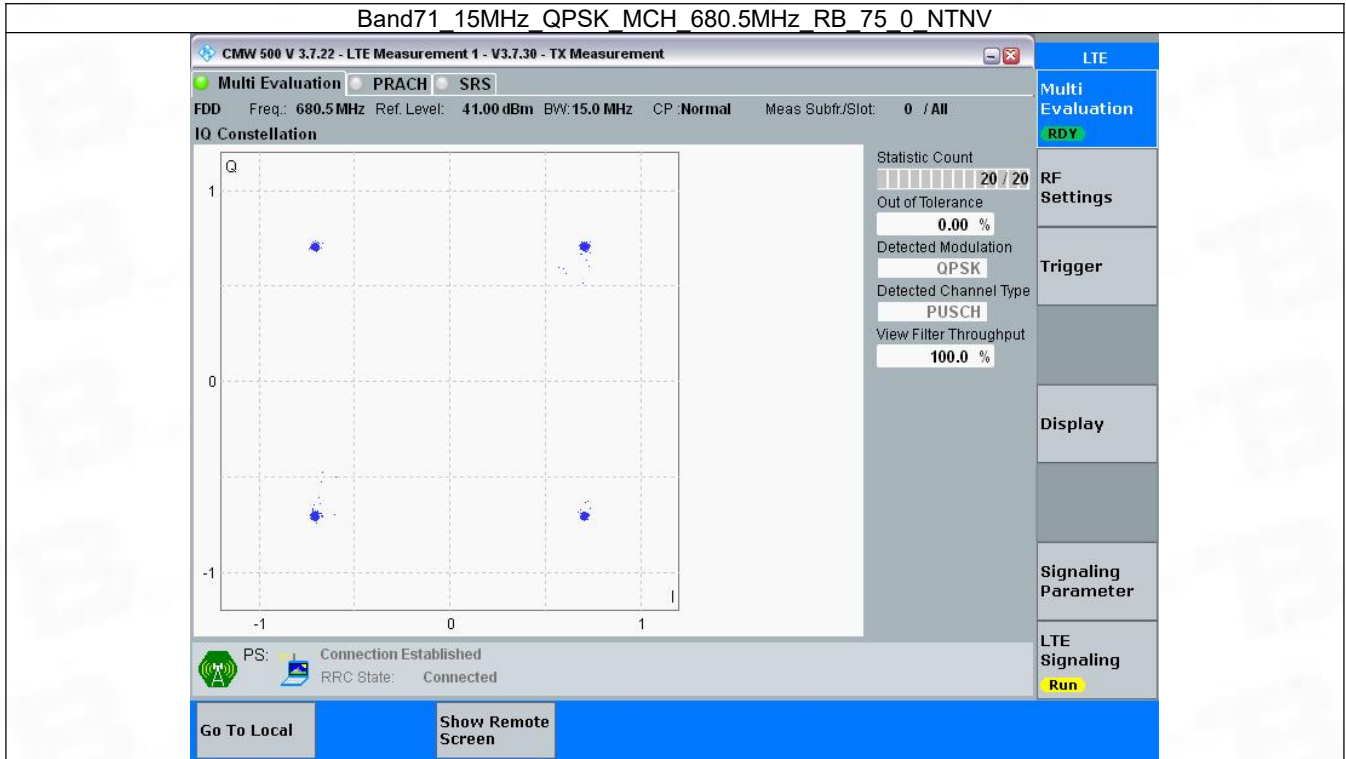 Band71_15MHz_QPSK_MCH_680.5MHz_RB_75_0_NTNV
CMW 500 V 3.7.22 - LTE Measurement 1 - V3.7.30 - TX Measurement
LTE
Multi Evaluation PRACH SRS
FDD Freq.: 680.5 MHz Ref. Level: 41.00 dBm BW: 15.0 MHz CP : Normal Meas Subfr./Slot: 0 / All
IQ Constellation
Q
1
0
-1
-1 0 1
I
Statistic Count
20 / 20
Out of Tolerance
0.00 %
Detected Modulation
QPSK
Detected Channel Type
PUSCH
View Filter Throughput
100.0 %
Multi
Evaluation
RDY
RF
Settings
Trigger
Display
Signaling
Parameter
LTE
Signaling
Run
PS: Connection Established
RRC State: Connected
Go To Local
Show Remote
Screen